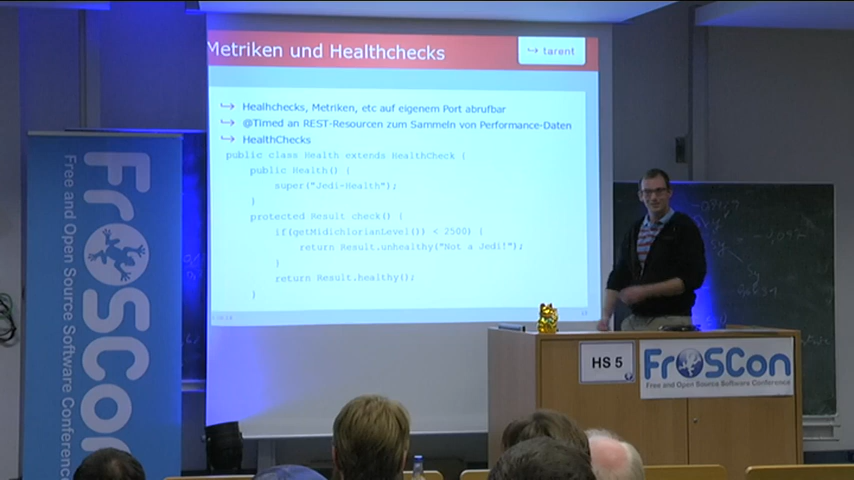 Metriken und Healthchecks
↪ tarent
↪ Healhchecks, Metriken, etc auf eigenem Port abrufbar
↪ @Timed an REST-Resourcen zum Sammeln von Performance-Daten
↪ HealthChecks
public class Health extends HealthCheck {
public Health() {
super("Jedi-Health");
}
protected Result check() {
if(getMidichlorianLevel() < 2500) {
return Result.unhealthy("Not a Jedi!");
}
return Result.healthy();
}
FrOSCon
Free and Open Source Software Conference
HS 5
FrOSCon
Free and Open Source Software Conference